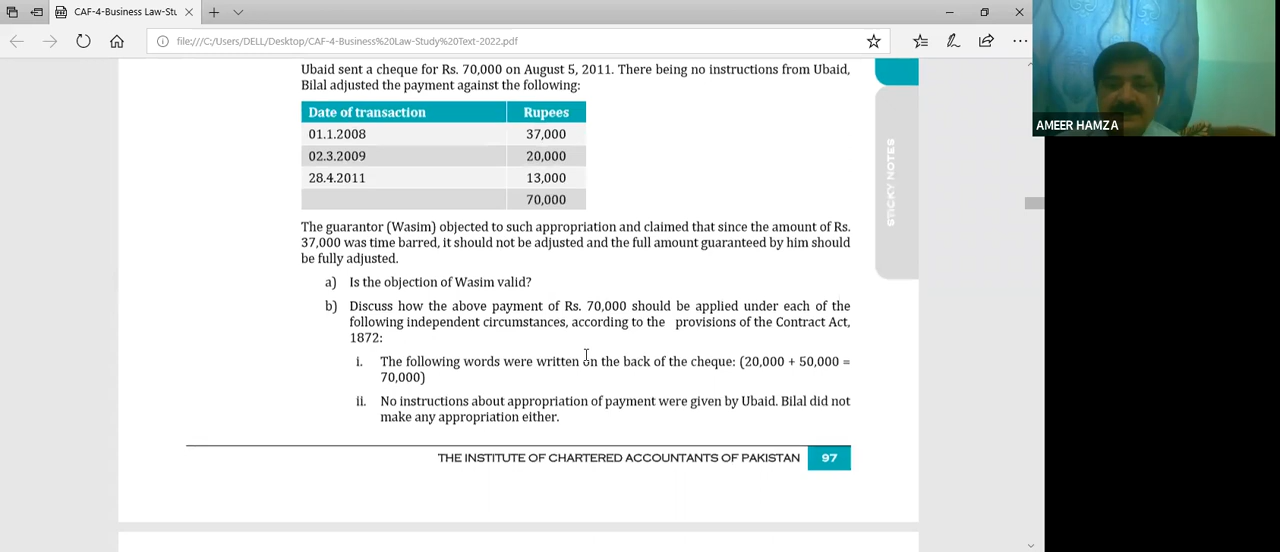 CAF-4-Business Law-Stu
file:///C:/Users/DELL/Desktop/CAF-4-Business%20Law-Study%20Text-2022.pdf
AMEER HAMZA
Ubaid sent a cheque for Rs. 70,000 on August 5, 2011. There being no instructions from Ubaid,
Bilal adjusted the payment against the following:
Date of transaction Rupees
01.1.2008 37,000
02.3.2009 20,000
28.4.2011 13,000
70,000
STICKY NOTES
The guarantor (Wasim) objected to such appropriation and claimed that since the amount of Rs.
37,000 was time barred, it should not be adjusted and the full amount guaranteed by him should
be fully adjusted.
a) Is the objection of Wasim valid?
b) Discuss how the above payment of Rs. 70,000 should be applied under each of the
following independent circumstances, according to the provisions of the Contract Act,
1872:
i. The following words were written on the back of the cheque: (20,000 + 50,000 =
70,000)
ii. No instructions about appropriation of payment were given by Ubaid. Bilal did not
make any appropriation either.
THE INSTITUTE OF CHARTERED ACCOUNTANTS OF PAKISTAN 97